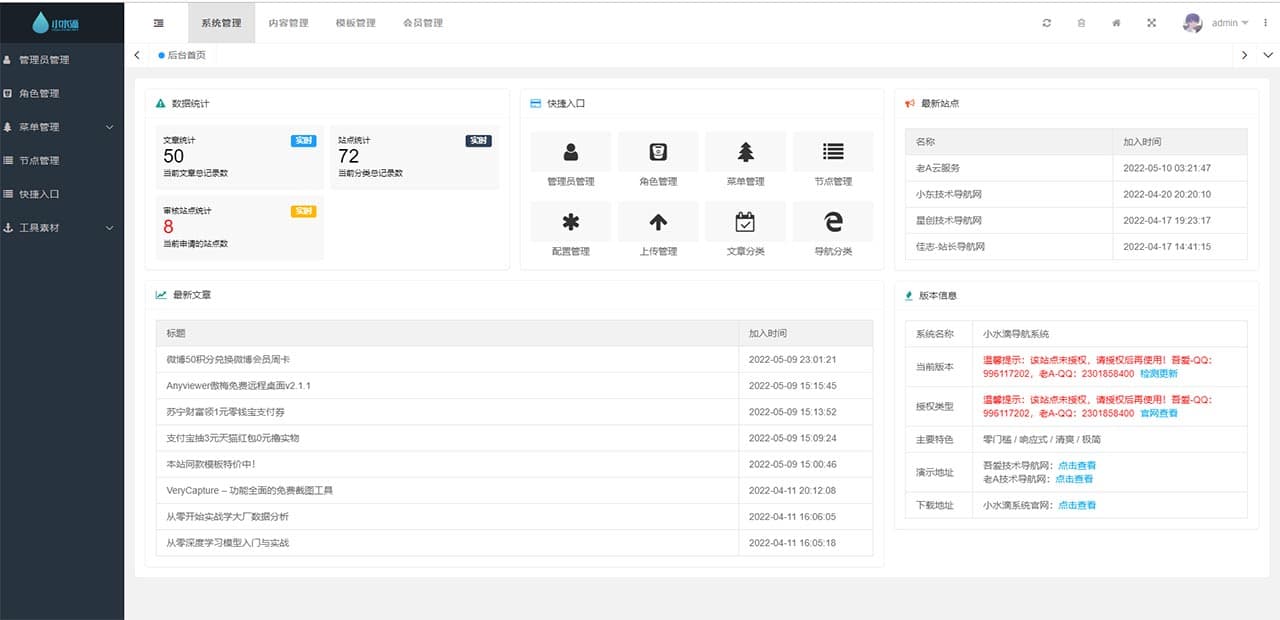 小水滴
系统管理
内容管理
模板管理
会员管理
admin
后台首页
管理员管理
角色管理
菜单管理
节点管理
快捷入口
工具素材
数据统计
文章统计 实时
50
当前文章总记录数
站点统计 实时
72
当前分类总记录数
审核站点统计 实时
8
当前申请的站点数
快捷入口
管理员管理
角色管理
菜单管理
节点管理
配置管理
上传管理
文章分类
导航分类
最新站点
名称 加入时间
老A云服务 2022-05-10 03:21:47
小东技术导航网 2022-04-20 20:20:10
星创技术导航网 2022-04-17 19:23:17
佳志-站长导航网 2022-04-17 14:41:15
最新文章
标题 加入时间
微博50积分兑换微博会员周卡 2022-05-09 23:01:21
Anyviewer傲梅免费远程桌面v2.1.1 2022-05-09 15:15:45
苏宁财富领1元零钱宝支付券 2022-05-09 15:13:52
支付宝抽3元天猫红包0元撸实物 2022-05-09 15:09:24
本站同款模板特价中! 2022-05-09 15:00:46
VeryCapture – 功能全面的免费截图工具 2022-04-11 20:12:08
从零开始实战学大厂数据分析 2022-04-11 16:06:05
从零深度学习模型入门与实战 2022-04-11 16:05:18
版本信息
系统名称 小水滴导航系统
当前版本 温馨提示：该站点未授权，请授权后再使用！吾爱-QQ：
996117202，老A-QQ：2301858400 检测更新
授权类型 温馨提示：该站点未授权，请授权后再使用！吾爱-QQ：
996117202，老A-QQ：2301858400 官网查看
主要特色 零门槛 / 响应式 / 清爽 / 极简
演示地址 吾爱技术导航网：点击查看
老A技术导航网：点击查看
下载地址 小水滴系统官网：点击查看